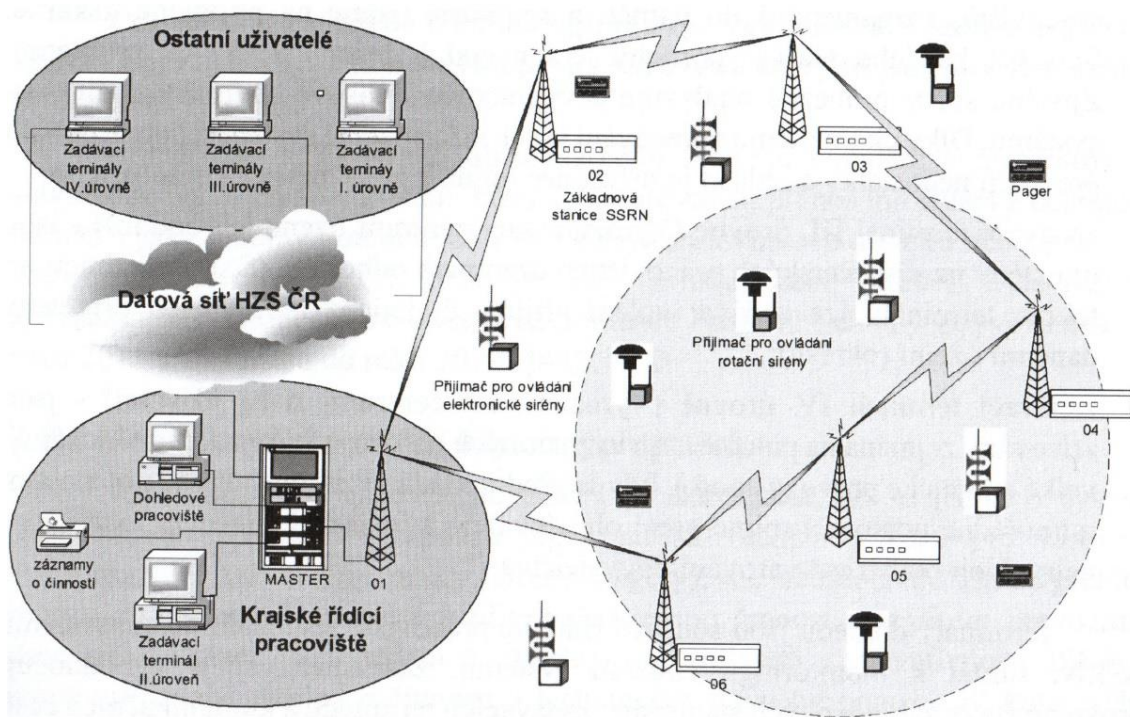 Ostatní uživatelé
Zadávací
terminály
IV.úrovně
Zadávací
terminály
III.úrovně
Zadávací
termináy
I. úrovně
02
Základnová
stanice SSRN
03
Pager
Datová síť HZS ČR
Přijímač pro ovládání
elektronické sirény
Přijímač pro ovládání
rotační sirény
04
Dohledové
pracoviště
záznamy
o činnosti
MASTER
01
Zadávací
terminál
II.úroveň
Krajské řídící
pracoviště
05
06